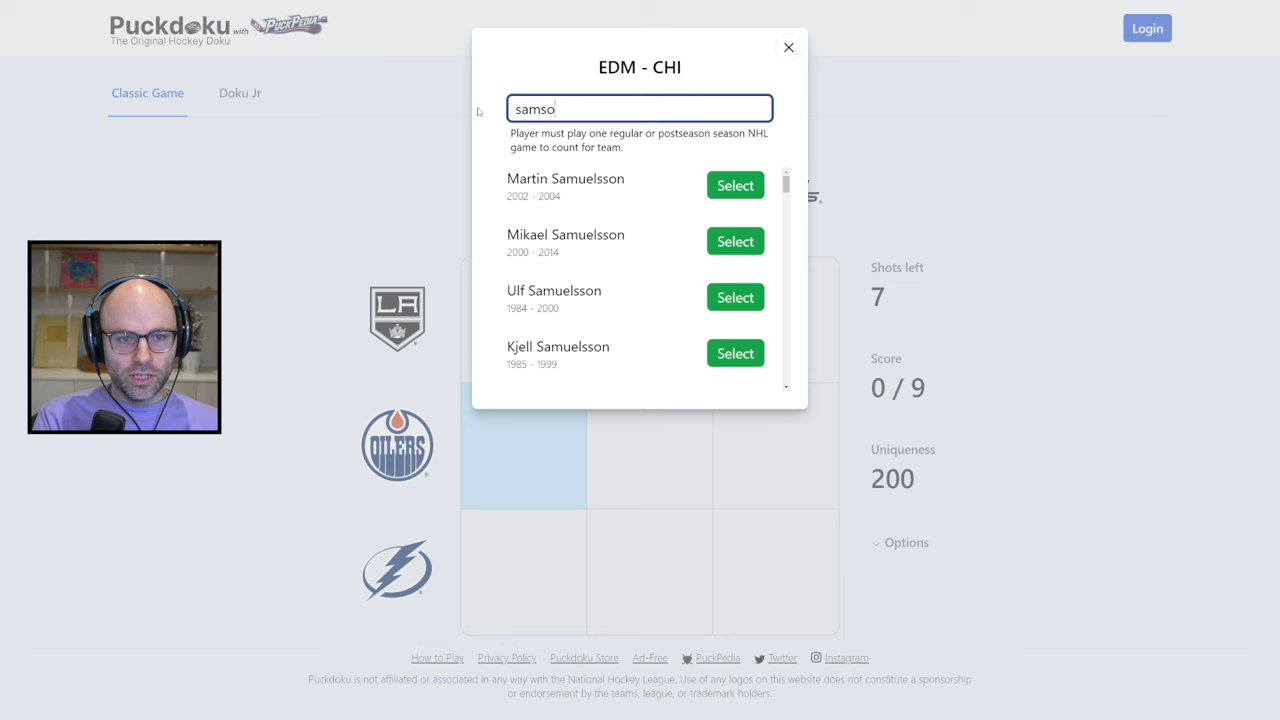 Puckdoku with PUCKPEDIA
The Original Hockey Doku
Login
Classic Game
Doku Jr
EDM - CHI
samso
Player must play one regular or postseason season NHL
game to count for team.
Martin Samuelsson
2002 - 2004
Select
Mikael Samuelsson
2000 - 2014
Select
Ulf Samuelsson
1984 - 2000
Select
Kjell Samuelsson
1985 - 1999
Select
LA
OILERS
Shots left
7
Score
0 / 9
Uniqueness
200
Options
How to Play
Privacy Policy
Puckdoku Store
Ad-Free
PuckPedia
Twitter
Instagram
Puckdoku is not affiliated or associated in any way with the National Hockey League. Use of any logos on this website does not constitute a sponsorship
or endorsement by the teams, league, or trademark holders.